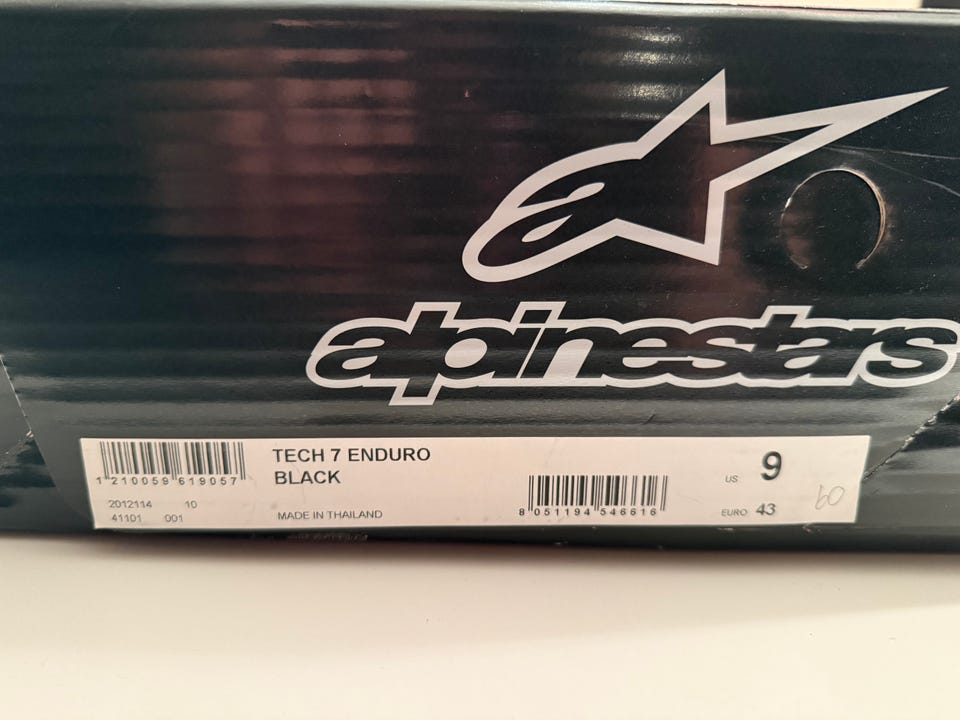 alpinestars
TECH 7 ENDURO
BLACK
1 210059 619057
2012114 10
41101 001
MADE IN THAILAND
8 051194 546616
US 9
EURO 43
60